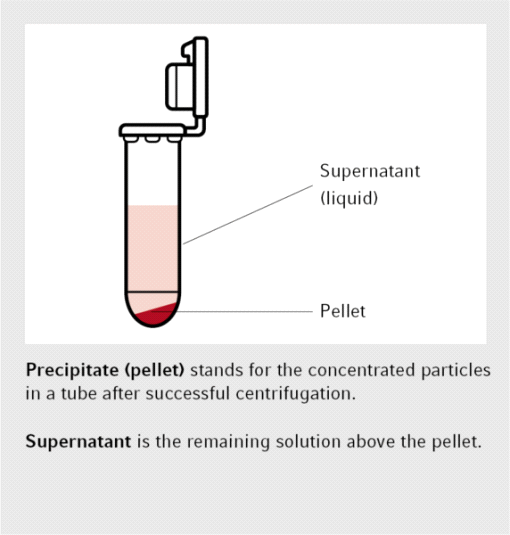 Supernatant
(liquid)
Pellet
Precipitate (pellet) stands for the concentrated particles
in a tube after successful centrifugation.
Supernatant is the remaining solution above the pellet.